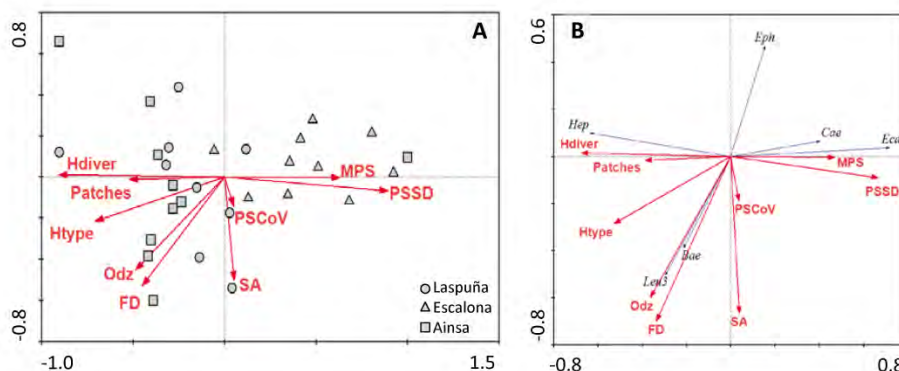 0.8
A
Hdiver
Patches
MPS
PSSD
PSCoV
Htype
Odz
FD
SA
Laspuña
Escalona
Ainsa
-0.8
-1.0
1.5
0.6
B
Eph
Hep
Cae
Hdiver
Patches
MPS
PSSD
PSCoV
Htype
Bae
Leu3
Odz
FD
SA
-0.8
-0.8
0.8